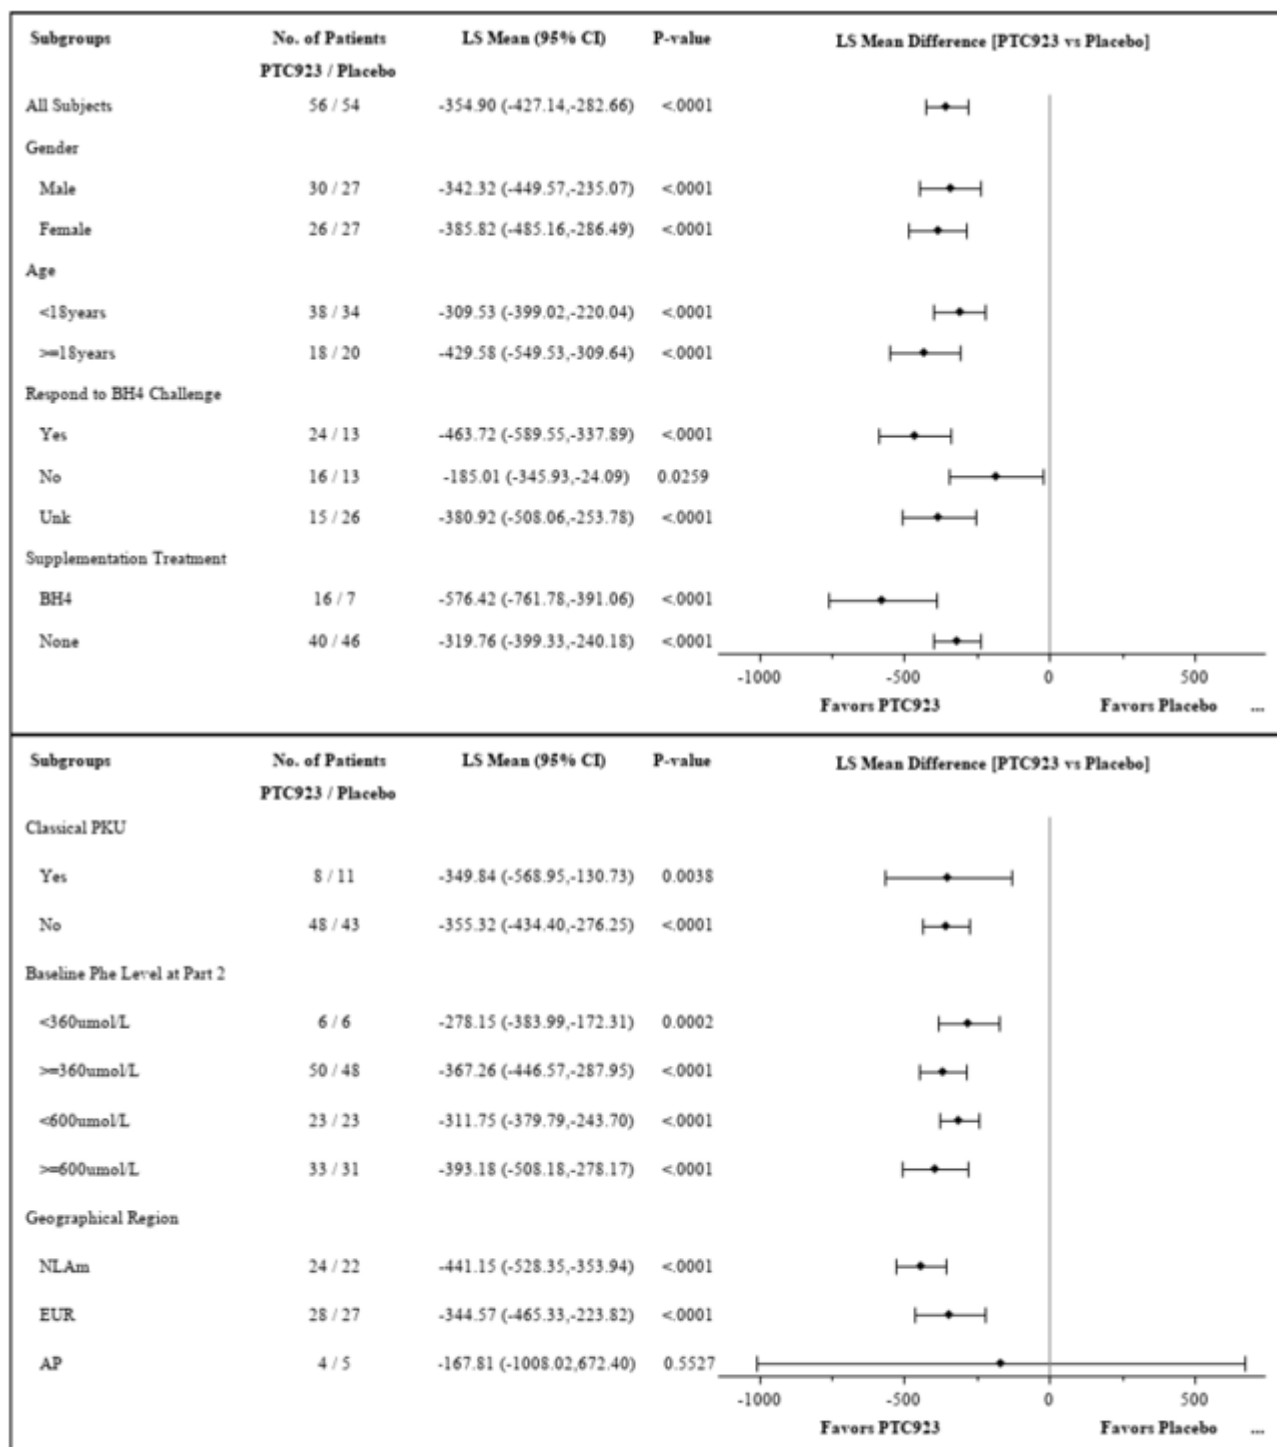 Subgroups No. of Patients LS Mean (95% CI) P-value LS Mean Difference [PTC923 vs Placebo]
PTC923 / Placebo
All Subjects 56 / 54 -354.90 (-427.14,-282.66) <.0001
Gender
Male 30 / 27 -342.32 (-449.57,-235.07) <.0001
Female 26 / 27 -385.82 (-485.16,-286.49) <.0001
Age
<18years 38 / 34 -309.53 (-399.02,-220.04) <.0001
>=18years 18 / 20 -429.58 (-549.53,-309.64) <.0001
Respond to BH4 Challenge
Yes 24 / 13 -463.72 (-589.55,-337.89) <.0001
No 16 / 13 -185.01 (-345.93,-24.09) 0.0259
Unk 15 / 26 -380.92 (-508.06,-253.78) <.0001
Supplementation Treatment
BH4 16 / 7 -576.42 (-761.78,-391.06) <.0001
None 40 / 46 -319.76 (-399.33,-240.18) <.0001
-1000 -500 0 500
Favors PTC923 Favors Placebo ...
Subgroups No. of Patients LS Mean (95% CI) P-value LS Mean Difference [PTC923 vs Placebo]
PTC923 / Placebo
Classical PKU
Yes 8 / 11 -349.84 (-568.95,-130.73) 0.0038
No 48 / 43 -355.32 (-434.40,-276.25) <.0001
Baseline Phe Level at Part 2
<360umol/L 6 / 6 -278.15 (-383.99,-172.31) 0.0002
>=360umol/L 50 / 48 -367.26 (-446.57,-287.95) <.0001
<600umol/L 23 / 23 -311.75 (-379.79,-243.70) <.0001
>=600umol/L 33 / 31 -393.18 (-508.18,-278.17) <.0001
Geographical Region
NLAm 24 / 22 -441.15 (-528.35,-353.94) <.0001
EUR 28 / 27 -344.57 (-465.33,-223.82) <.0001
AP 4 / 5 -167.81 (-1008.02,672.40) 0.5527
-1000 -500 0 500
Favors PTC923 Favors Placebo ...